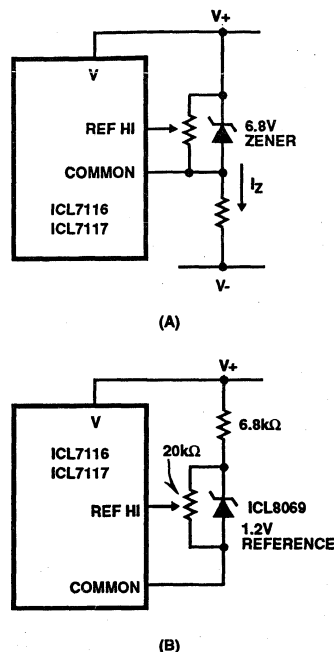 V+
V
REF HI
6.8V
ZENER
COMMON
IZ
ICL7116
ICL7117
V-
(A)
V+
V
6.8kΩ
ICL7116
ICL7117
20kΩ
ICL8069
REF HI
1.2V
REFERENCE
COMMON
(B)